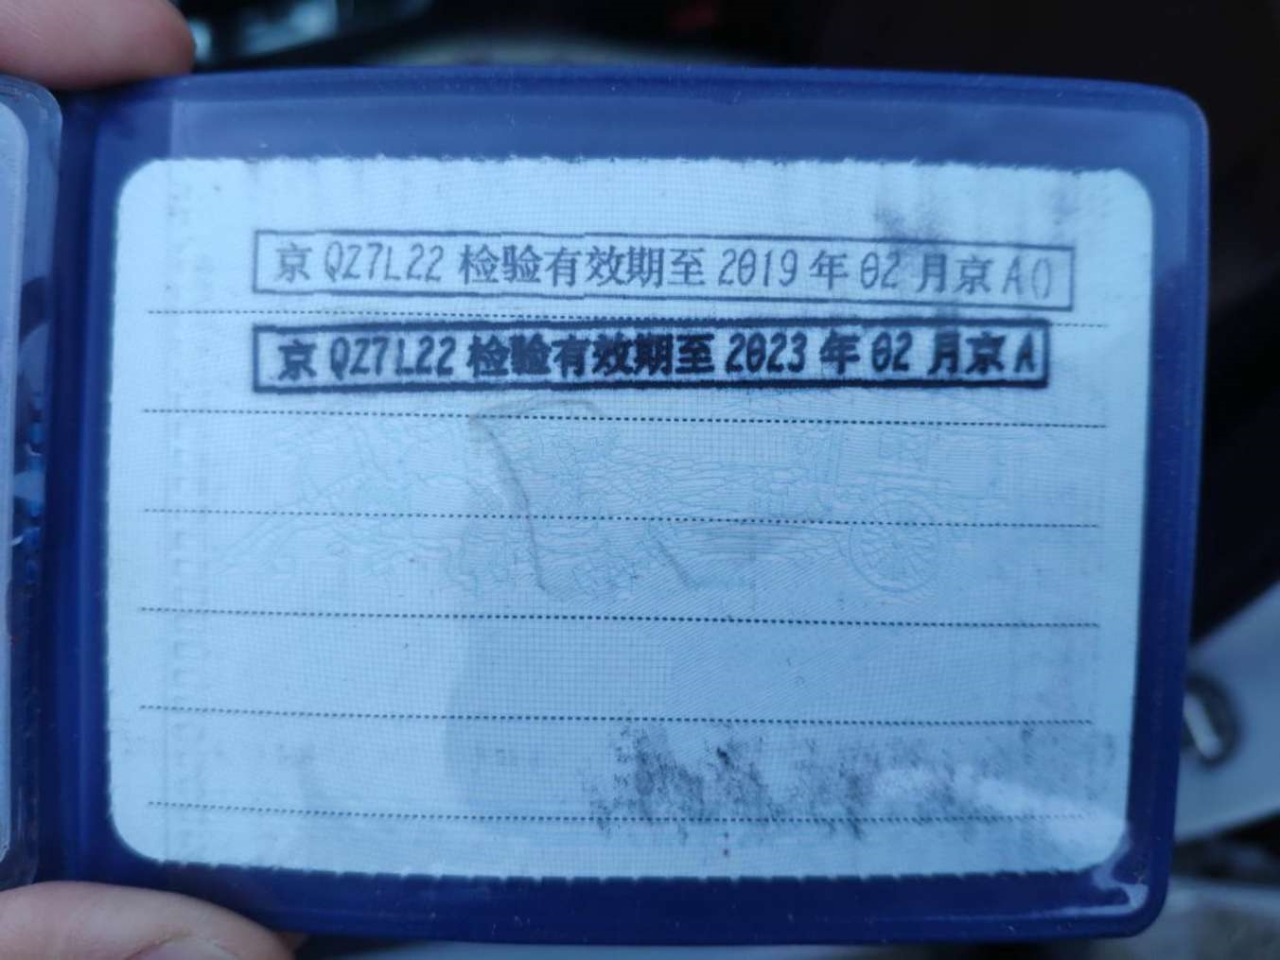 京 QZ7L22 检验有效期至 2019 年 02 月京 A()
京 QZ7L22 检验有效期至 2023 年 02 月京 A